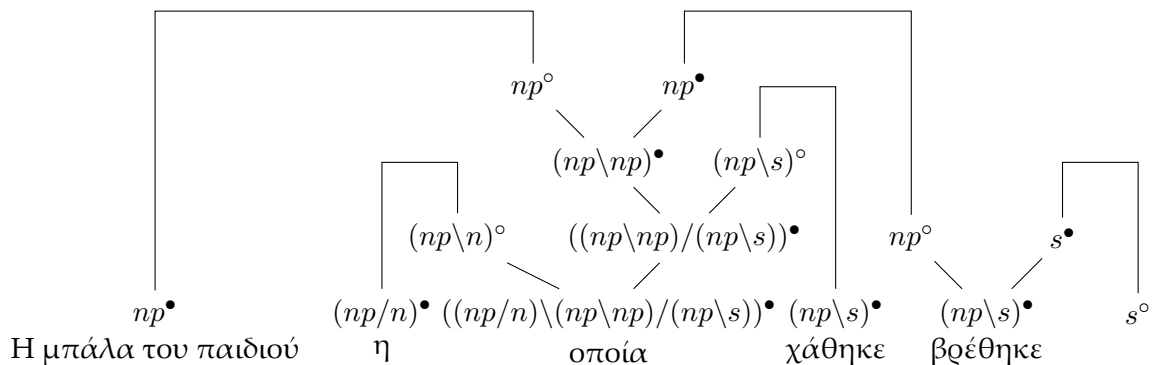 np° np•
(np\np)• (np\s)°
(np\n)° ((np\np)/(np\s))• np° s•
np• (np/n)• ((np/n)\(np\np)/(np\s))• (np\s)• (np\s)• s°
Η μπάλα του παιδιού η οποία χάθηκε βρέθηκε